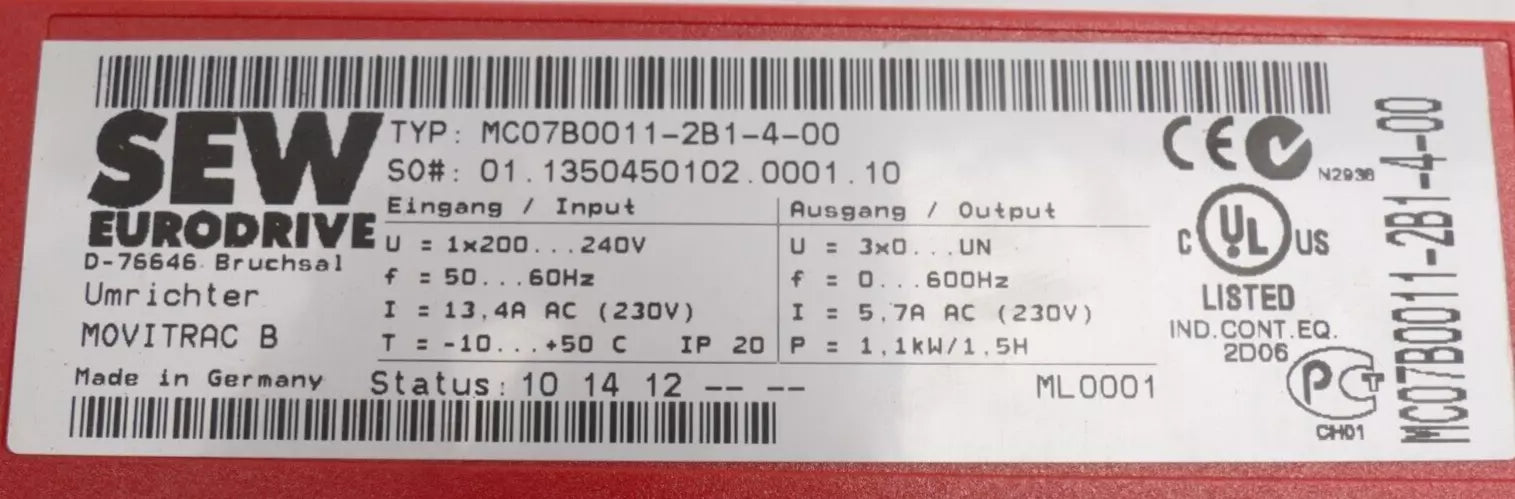 SEW
EURODRIVE
D-76646 Bruchsal
Umrichter
MOVITRAC B
Made in Germany
TYP: MC07B0011-2B1-4-00
SO#: 01.1350450102.0001.10
Eingang / Input
U = 1x200...240V
f = 50...60Hz
I = 13,4A AC (230V)
T = -10...+50 C IP 20
Ausgang / Output
U = 3x0...UN
f = 0...600Hz
I = 5,7A AC (230V)
P = 1,1kW/1,5H
Status: 10 14 12 -- --
ML0001
CE
N2936
C UL US
LISTED
IND.CONT.EQ.
2D06
PCT
CH01
MC07B0011-2B1-4-00